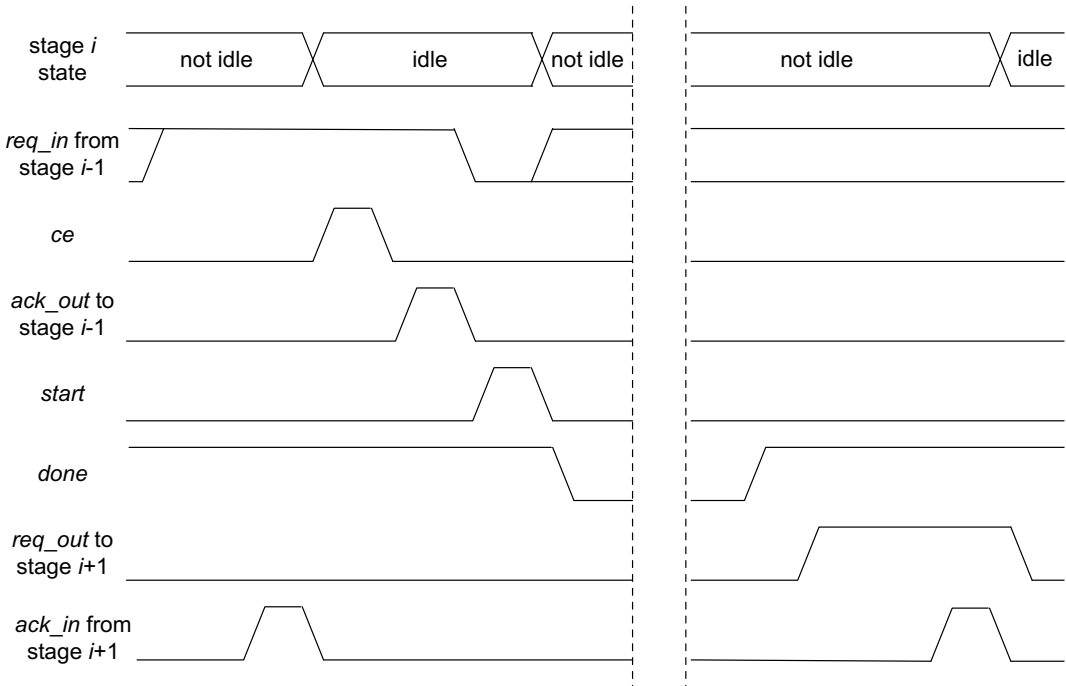 stage i
state
not idle
idle
not idle
not idle
idle
req_in from
stage i-1
ce
ack_out to
stage i-1
start
done
req_out to
stage i+1
ack_in from
stage i+1